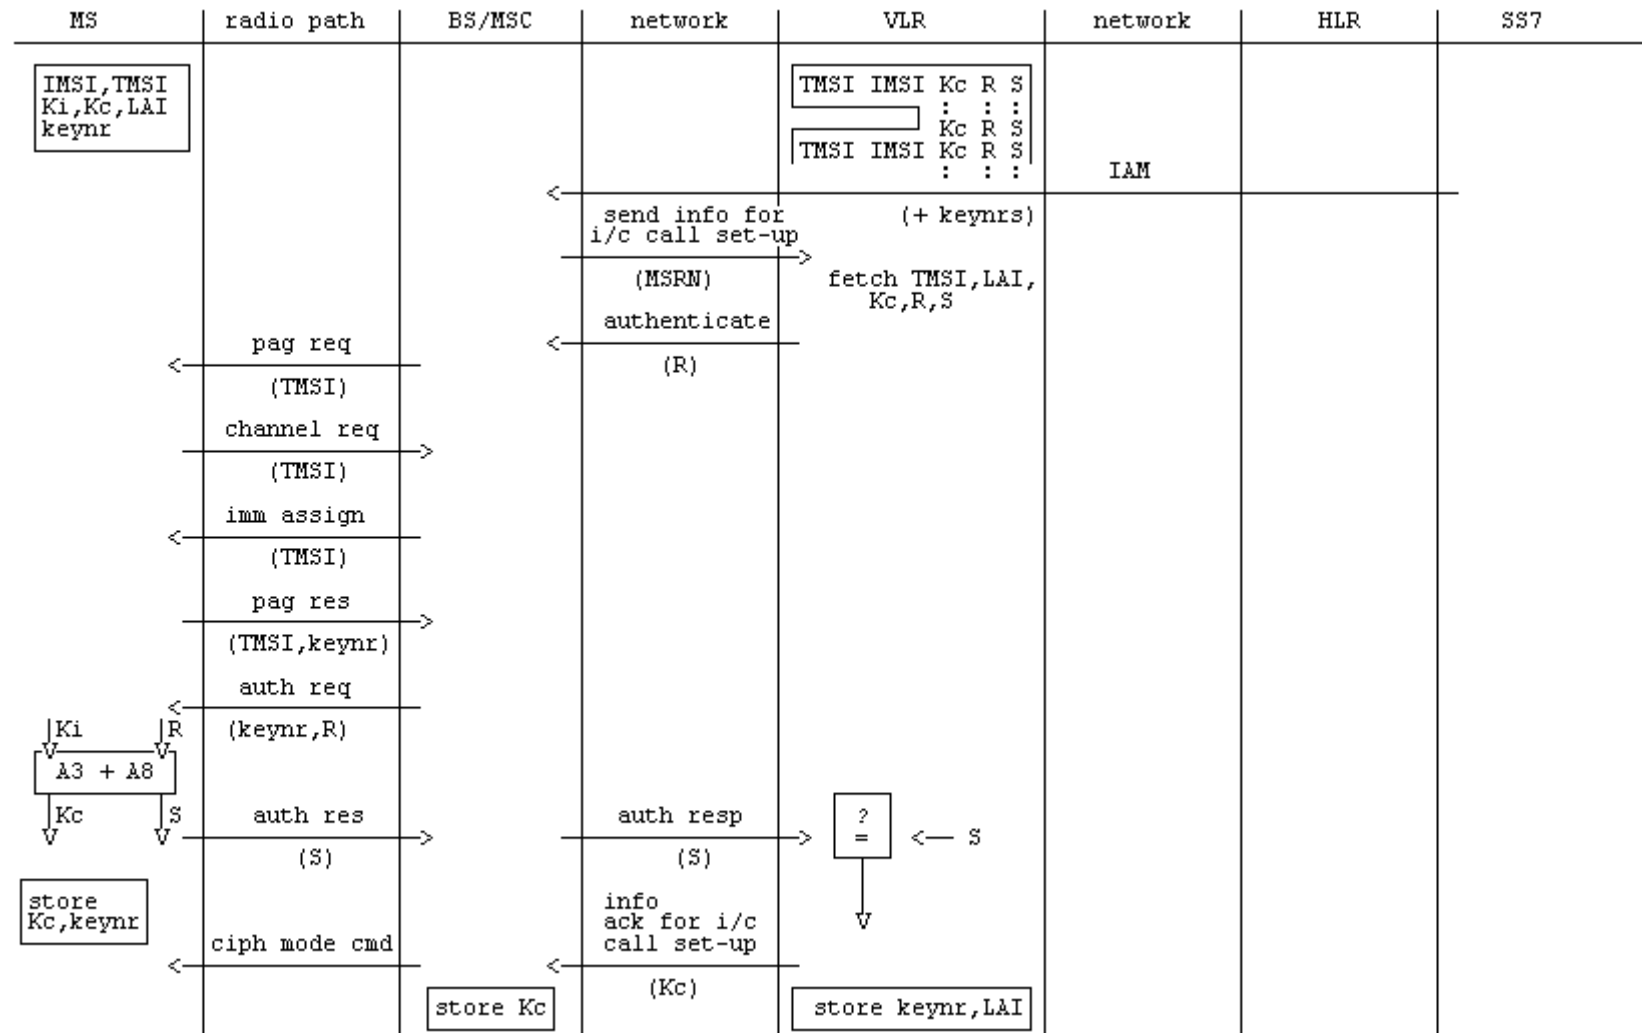 MS radio path BS/MSC network VLR network HLR SS7
IMSI,TMSI
Ki,Kc,LAI
keynr
TMSI IMSI Kc R S
: : :
Kc R S
TMSI IMSI Kc R S
: : :
IAM
(+ keynrs)
send info for
i/c call set-up
(MSRN)
fetch TMSI,LAI,
Kc,R,S
authenticate
(R)
pag req
(TMSI)
channel req
(TMSI)
imm assign
(TMSI)
pag res
(TMSI,keynr)
auth req
(keynr,R)
Ki R
A3 + A8
Kc S
auth res
(S)
auth resp
(S)
?
=
S
store
Kc,keynr
info
ack for i/c
call set-up
(Kc)
ciph mode cmd
store Kc
store keynr,LAI